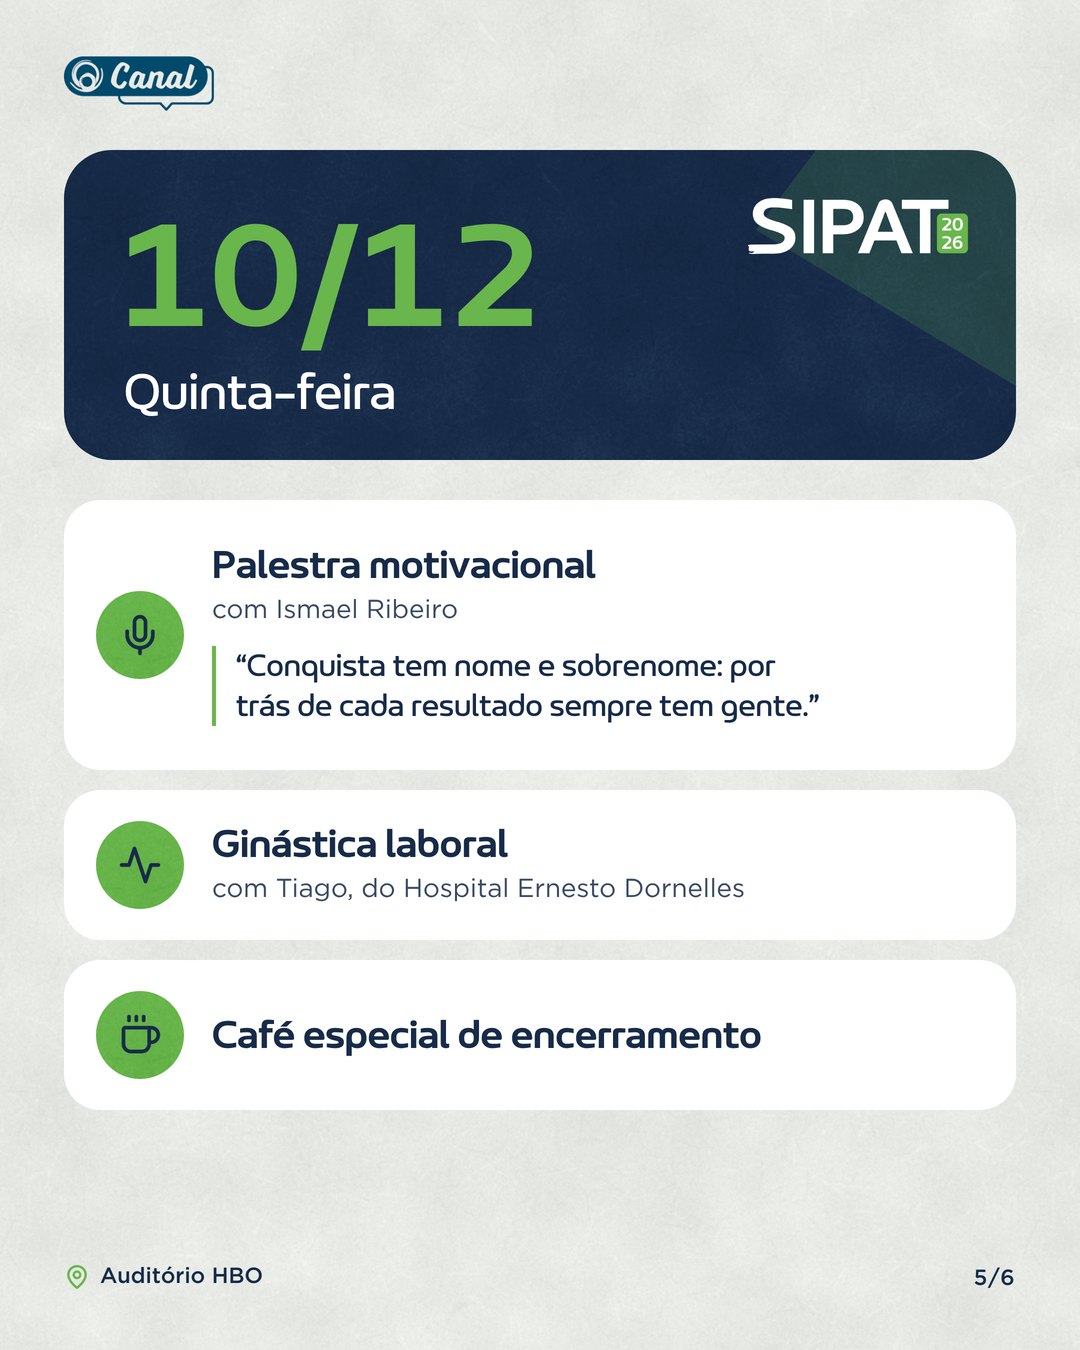 Canal
10/12
SIPAT
20
26
Quinta-feira
Palestra motivacional
com Ismael Ribeiro
“Conquista tem nome e sobrenome: por
trás de cada resultado sempre tem gente.”
Ginástica laboral
com Tiago, do Hospital Ernesto Dornelles
Café especial de encerramento
Auditório HBO
5/6